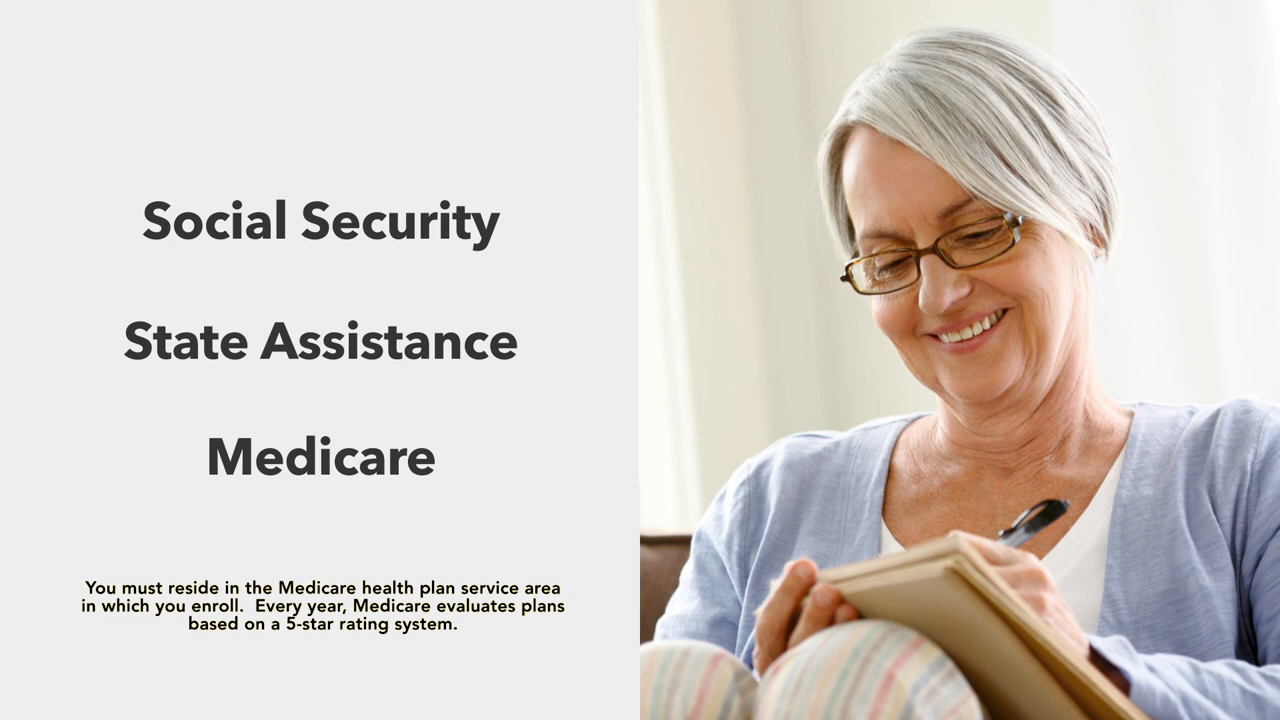 Social Security
State Assistance
Medicare
You must reside in the Medicare health plan service area
in which you enroll.  Every year, Medicare evaluates plans
based on a 5-star rating system.